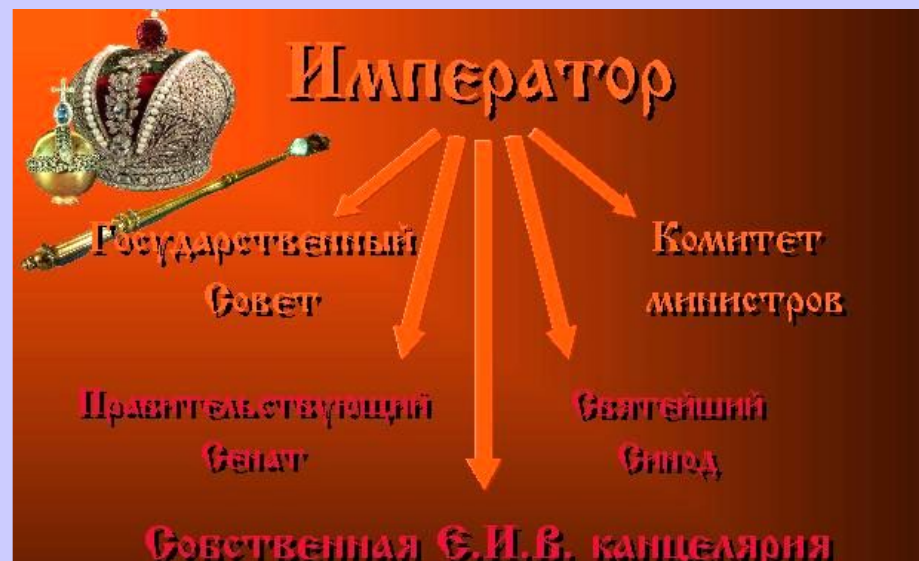 Император
Государственный
Совет
Комитет
министров
Правительствующий
Сенат
Святейший
Синод
Собственная Е.И.В. канцелярия